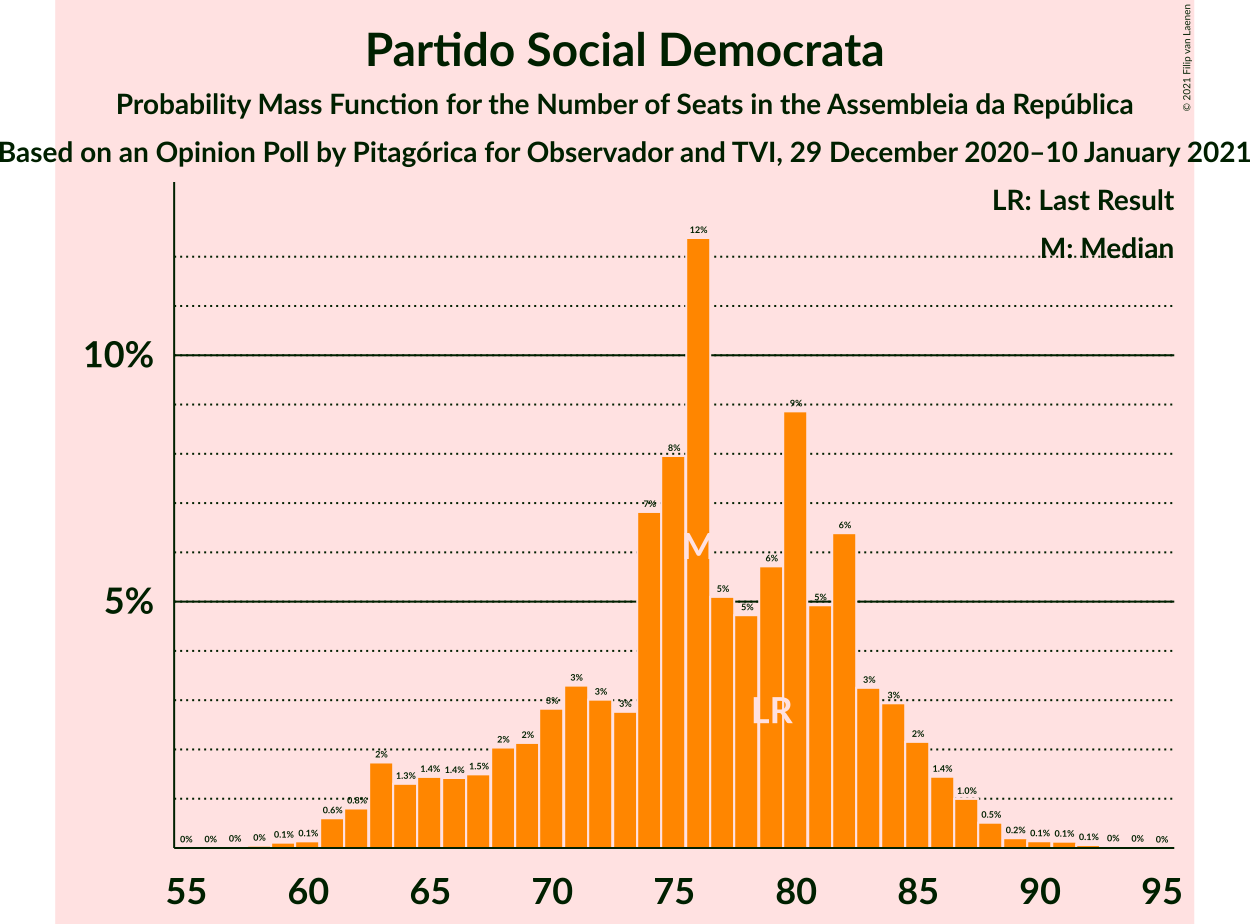 Partido Social Democrata
Probability Mass Function for the Number of Seats in the Assembleia da República
Based on an Opinion Poll by Pitagórica for Observador and TVI, 29 December 2020–10 January 2021
© 2021 Filip van Laenen
LR: Last Result
M: Median
10%
5%
0% 0% 0% 0% 0.1% 0.1% 0.6% 0.8% 2% 1.3% 1.4% 1.4% 1.5% 2% 2% 3% 3% 3% 3% 7% 8% 12% 5% 5% 6% 9% 5% 6% 3% 3% 2% 1.4% 1.0% 0.5% 0.2% 0.1% 0.1% 0.1% 0% 0% 0%
M
LR
55 60 65 70 75 80 85 90 95